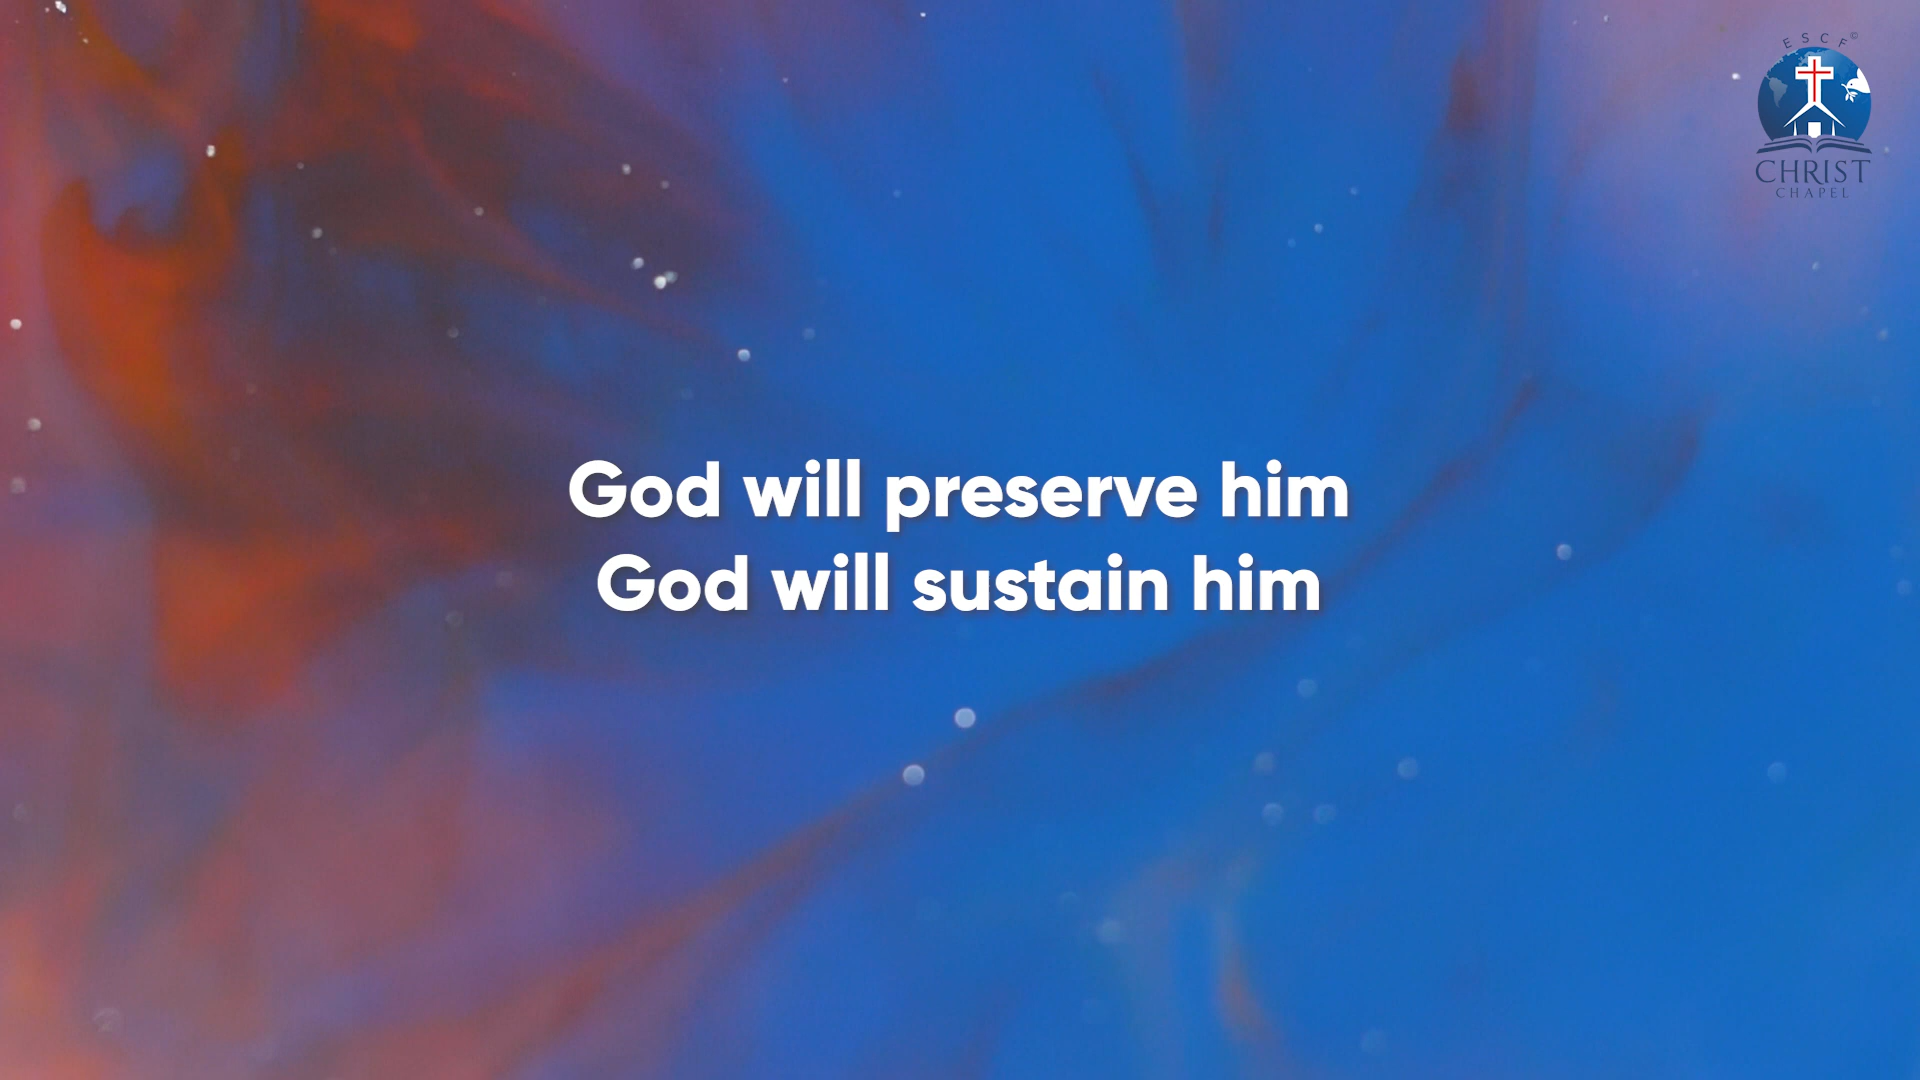 ESCF©
CHRIST
CHAPEL
God will preserve him
God will sustain him